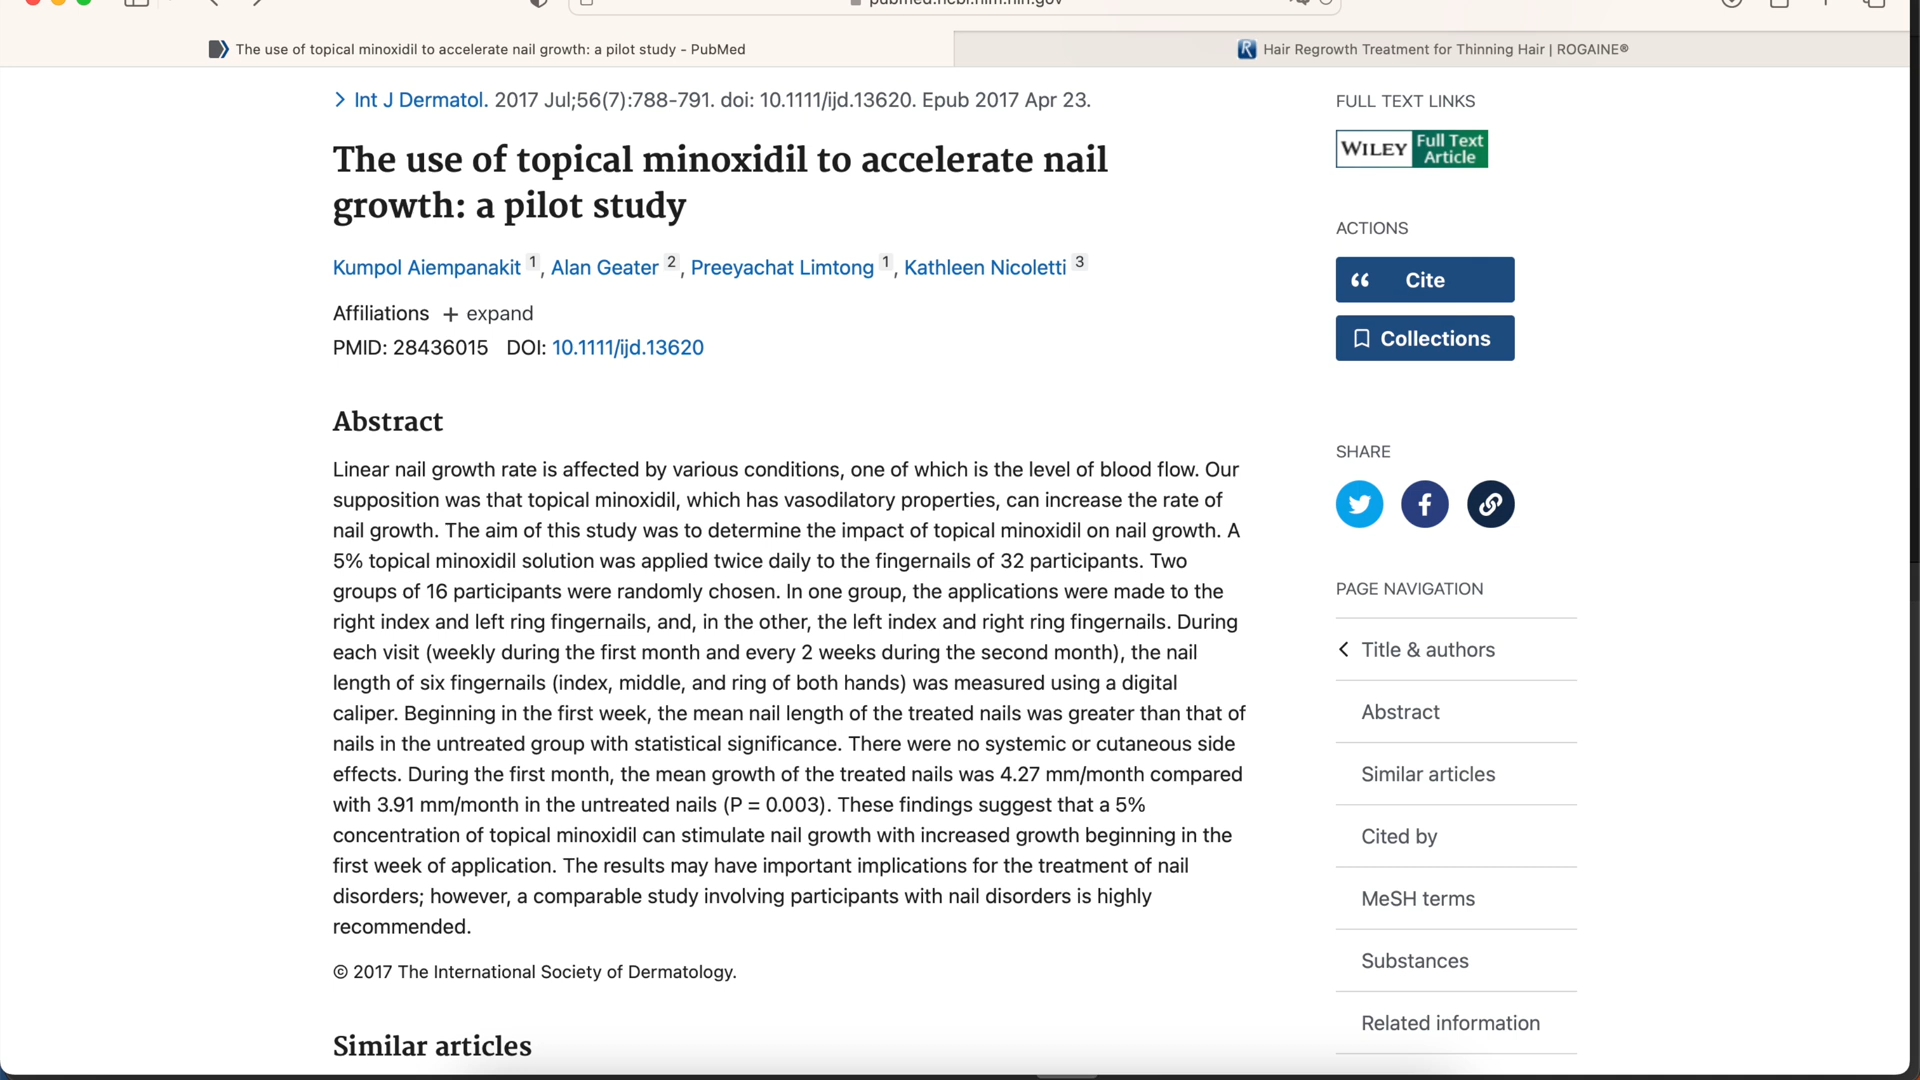 pubmed.ncbi.nlm.nih.gov
The use of topical minoxidil to accelerate nail growth: a pilot study - PubMed
Hair Regrowth Treatment for Thinning Hair | ROGAINE®
> Int J Dermatol. 2017 Jul;56(7):788-791. doi: 10.1111/ijd.13620. Epub 2017 Apr 23.
The use of topical minoxidil to accelerate nail
growth: a pilot study
Kumpol Aiempanakit 1, Alan Geater 2, Preeyachat Limtong 1, Kathleen Nicoletti 3
Affiliations + expand
PMID: 28436015 DOI: 10.1111/ijd.13620
Abstract
Linear nail growth rate is affected by various conditions, one of which is the level of blood flow. Our
supposition was that topical minoxidil, which has vasodilatory properties, can increase the rate of
nail growth. The aim of this study was to determine the impact of topical minoxidil on nail growth. A
5% topical minoxidil solution was applied twice daily to the fingernails of 32 participants. Two
groups of 16 participants were randomly chosen. In one group, the applications were made to the
right index and left ring fingernails, and, in the other, the left index and right ring fingernails. During
each visit (weekly during the first month and every 2 weeks during the second month), the nail
length of six fingernails (index, middle, and ring of both hands) was measured using a digital
caliper. Beginning in the first week, the mean nail length of the treated nails was greater than that of
nails in the untreated group with statistical significance. There were no systemic or cutaneous side
effects. During the first month, the mean growth of the treated nails was 4.27 mm/month compared
with 3.91 mm/month in the untreated nails (P = 0.003). These findings suggest that a 5%
concentration of topical minoxidil can stimulate nail growth with increased growth beginning in the
first week of application. The results may have important implications for the treatment of nail
disorders; however, a comparable study involving participants with nail disorders is highly
recommended.
© 2017 The International Society of Dermatology.
Similar articles
FULL TEXT LINKS
WILEY Full Text
Article
ACTIONS
Cite
Collections
SHARE
PAGE NAVIGATION
Title & authors
Abstract
Similar articles
Cited by
MeSH terms
Substances
Related information